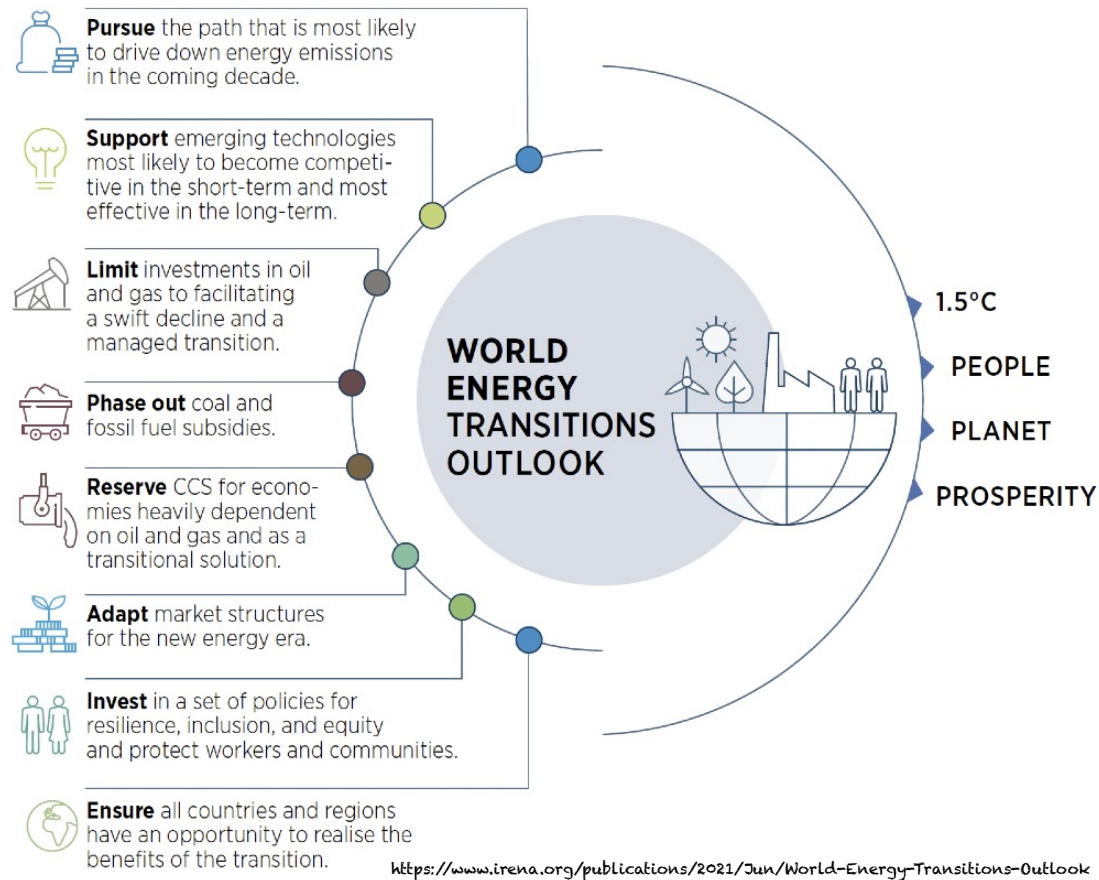 Pursue the path that is most likely
to drive down energy emissions
in the coming decade.
Support emerging technologies
most likely to become competi-
tive in the short-term and most
effective in the long-term.
Limit investments in oil
and gas to facilitating
a swift decline and a
managed transition.
Phase out coal and
fossil fuel subsidies.
Reserve CCS for econo-
mies heavily dependent
on oil and gas and as a
transitional solution.
Adapt market structures
for the new energy era.
Invest in a set of policies for
resilience, inclusion, and equity
and protect workers and communities.
Ensure all countries and regions
have an opportunity to realise the
benefits of the transition.
WORLD
ENERGY
TRANSITIONS
OUTLOOK
1.5°C
PEOPLE
PLANET
PROSPERITY
https://www.irena.org/publications/2021/Jun/World-Energy-Transitions-Outlook